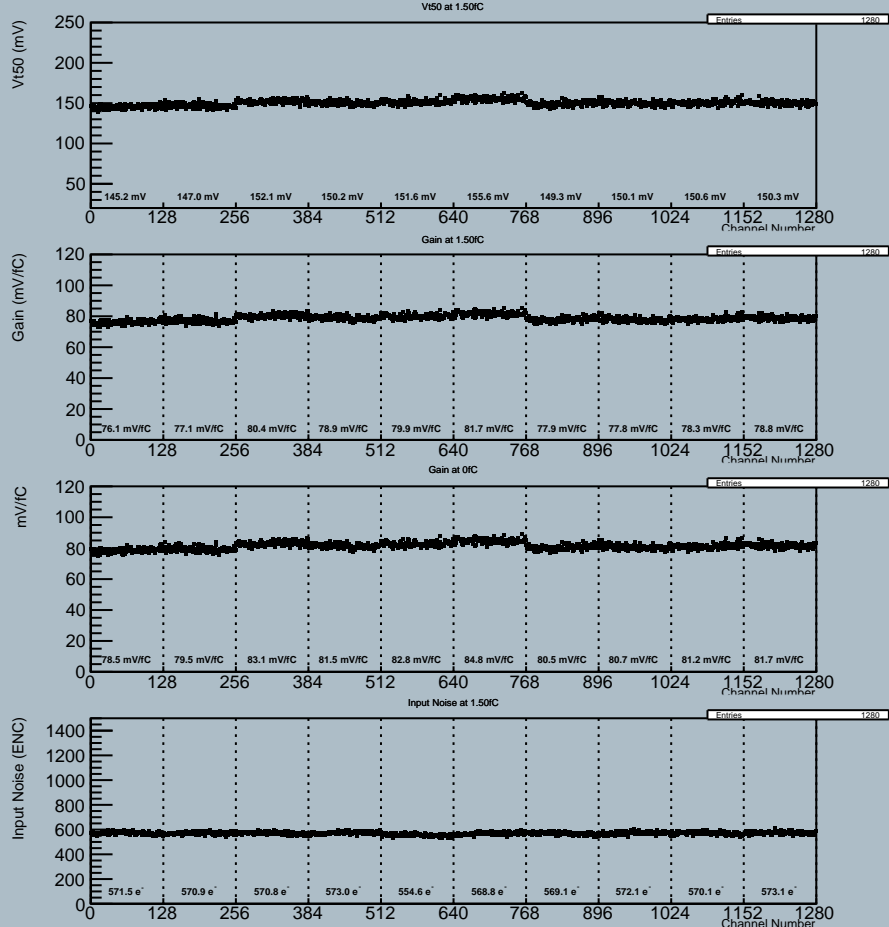 Vt50 at 1.50fC
Entries 1280
Vt50 (mV)
250
200
150
100
50
145.2 mV 147.0 mV 152.1 mV 150.2 mV 151.6 mV 155.6 mV 149.3 mV 150.1 mV 150.6 mV 150.3 mV
0 128 256 384 512 640 768 896 1024 1152 1280
Channel Number
Gain at 1.50fC
Entries 1280
Gain (mV/fC)
120
100
80
60
40
20
0
76.1 mV/fC 77.1 mV/fC 80.4 mV/fC 78.9 mV/fC 79.9 mV/fC 81.7 mV/fC 77.9 mV/fC 77.8 mV/fC 78.3 mV/fC 78.8 mV/fC
0 128 256 384 512 640 768 896 1024 1152 1280
Channel Number
Gain at 0fC
Entries 1280
mV/fC
120
100
80
60
40
20
0
78.5 mV/fC 79.5 mV/fC 83.1 mV/fC 81.5 mV/fC 82.8 mV/fC 84.8 mV/fC 80.5 mV/fC 80.7 mV/fC 81.2 mV/fC 81.7 mV/fC
0 128 256 384 512 640 768 896 1024 1152 1280
Channel Number
Input Noise at 1.50fC
Entries 1280
Input Noise (ENC)
1400
1200
1000
800
600
400
200
0
571.5 e⁻ 570.9 e⁻ 570.8 e⁻ 573.0 e⁻ 554.6 e⁻ 568.8 e⁻ 569.1 e⁻ 572.1 e⁻ 570.1 e⁻ 573.1 e⁻
0 128 256 384 512 640 768 896 1024 1152 1280
Channel Number